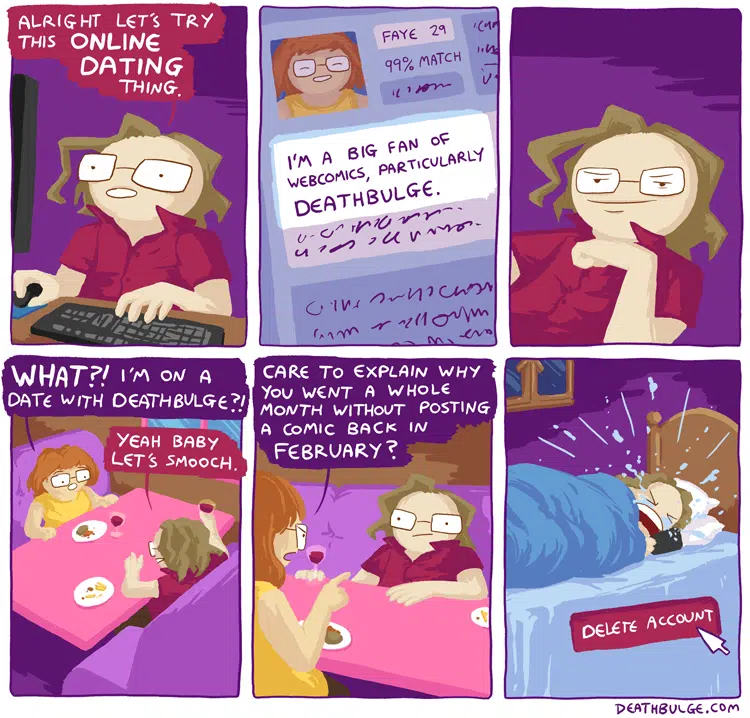 ALRIGHT LET'S TRY
THIS ONLINE
DATING
THING.
FAYE 29
99% MATCH
I'M A BIG FAN OF
WEBCOMICS, PARTICULARLY
DEATHBULGE.
WHAT?! I'M ON A
DATE WITH DEATHBULGE?!
YEAH BABY
LET'S SMOOCH.
CARE TO EXPLAIN WHY
YOU WENT A WHOLE
MONTH WITHOUT POSTING
A COMIC BACK IN
FEBRUARY?
DELETE ACCOUNT
DEATHBULGE.COM